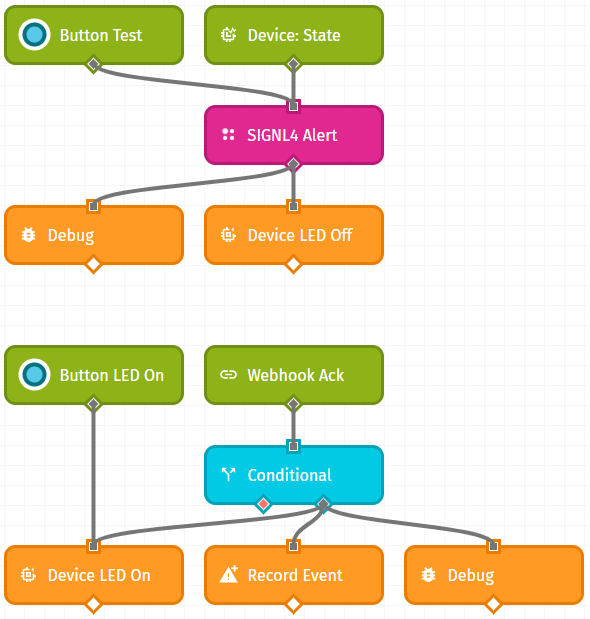 Button Test
Device: State
SIGNL4 Alert
Debug
Device LED Off
Button LED On
Webhook Ack
Conditional
Device LED On
Record Event
Debug